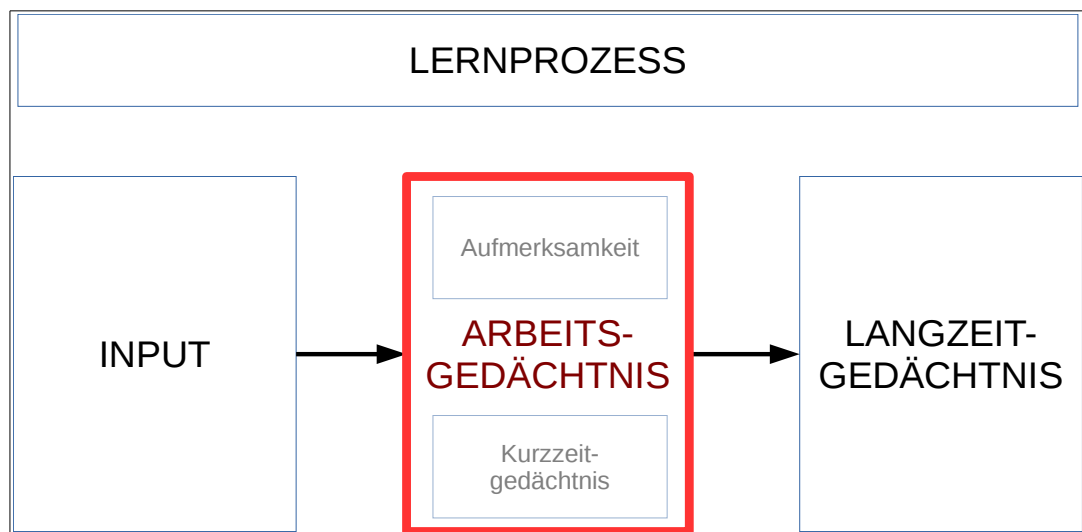 LERNPROZESS
INPUT
Aufmerksamkeit
ARBEITS-
GEDÄCHTNIS
Kurzzeit-
gedächtnis
LANGZEIT-
GEDÄCHTNIS